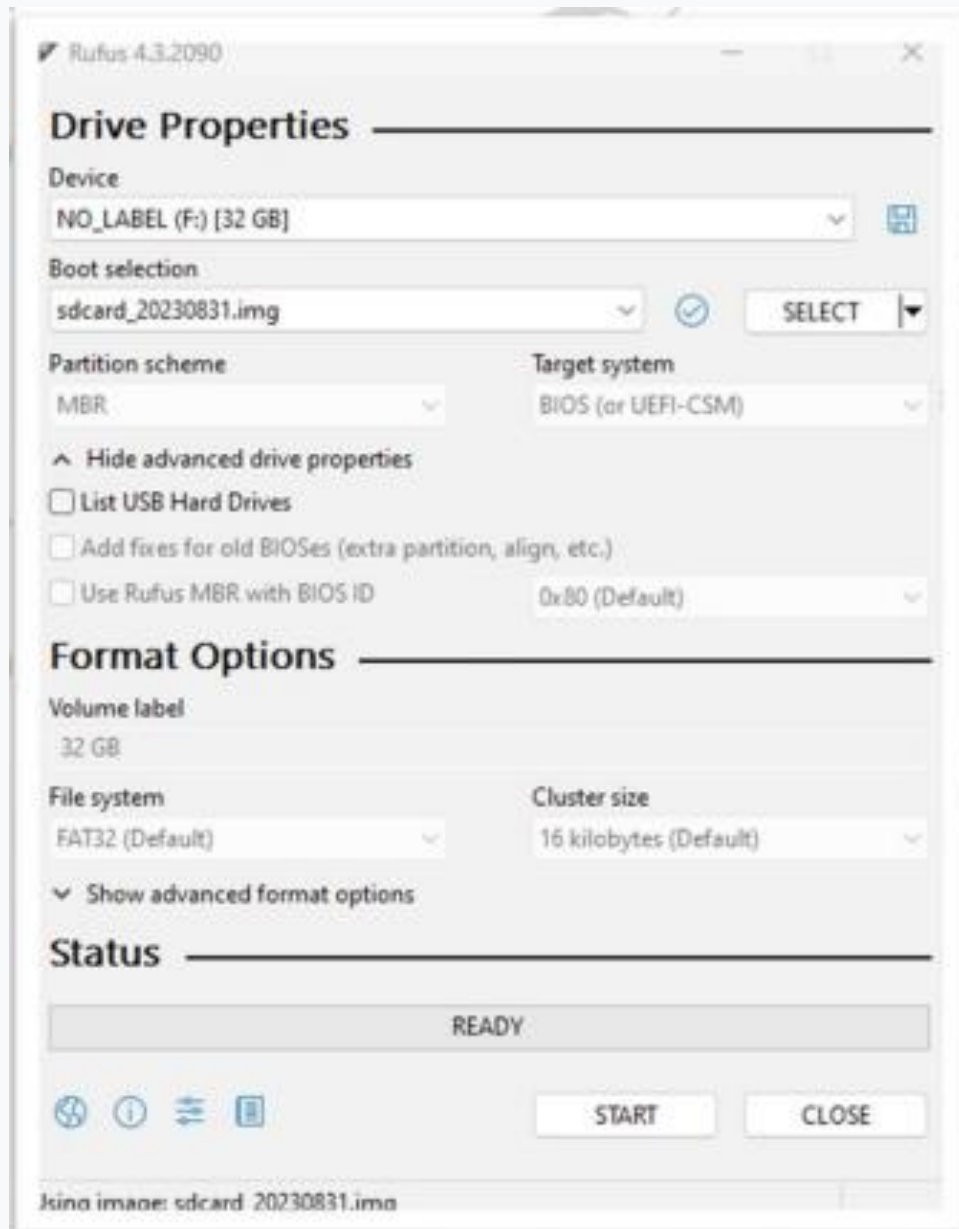 Rufus 4.3.2090
Drive Properties
Device
NO_LABEL (F:) [32 GB]
Boot selection
sdcard_20230831.img
SELECT
Partition scheme
Target system
MBR
BIOS (or UEFI-CSM)
Hide advanced drive properties
List USB Hard Drives
Add fixes for old BIOSes (extra partition, align, etc.)
Use Rufus MBR with BIOS ID
0x80 (Default)
Format Options
Volume label
32 GB
File system
Cluster size
FAT32 (Default)
16 kilobytes (Default)
Show advanced format options
Status
READY
START
CLOSE
Using image: sdcard_20230831.img